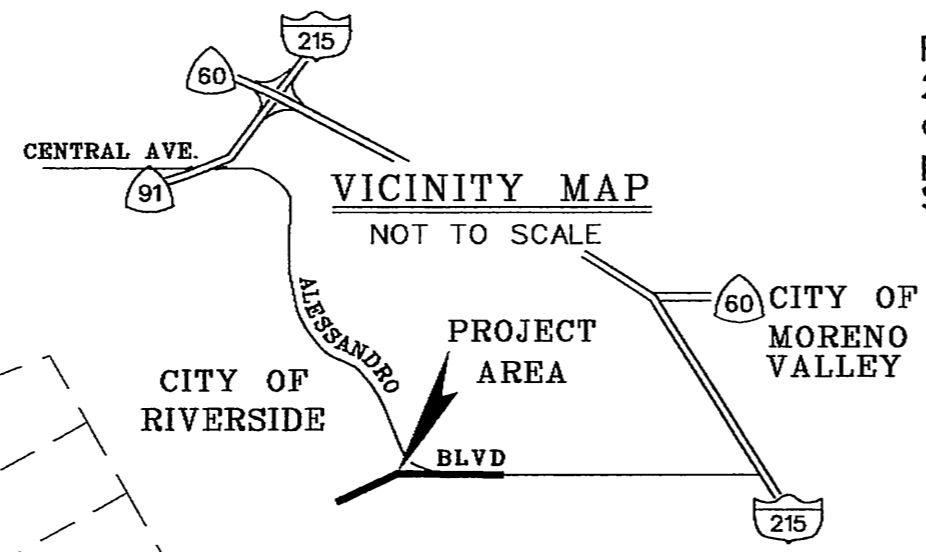 215
60
CENTRAL AVE.
91
VICINITY MAP
NOT TO SCALE
ALESSANDRO
PROJECT
AREA
60
CITY OF
MORENO
VALLEY
CITY OF
RIVERSIDE
BLVD
215